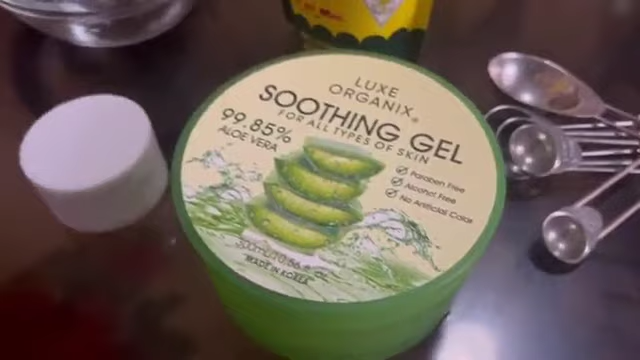 LUXE
ORGANIX®
SOOTHING GEL
FOR ALL TYPES OF SKIN
99.85%
ALOE VERA
Paraben Free
Alcohol Free
No Artificial Color
MADE IN KOREA